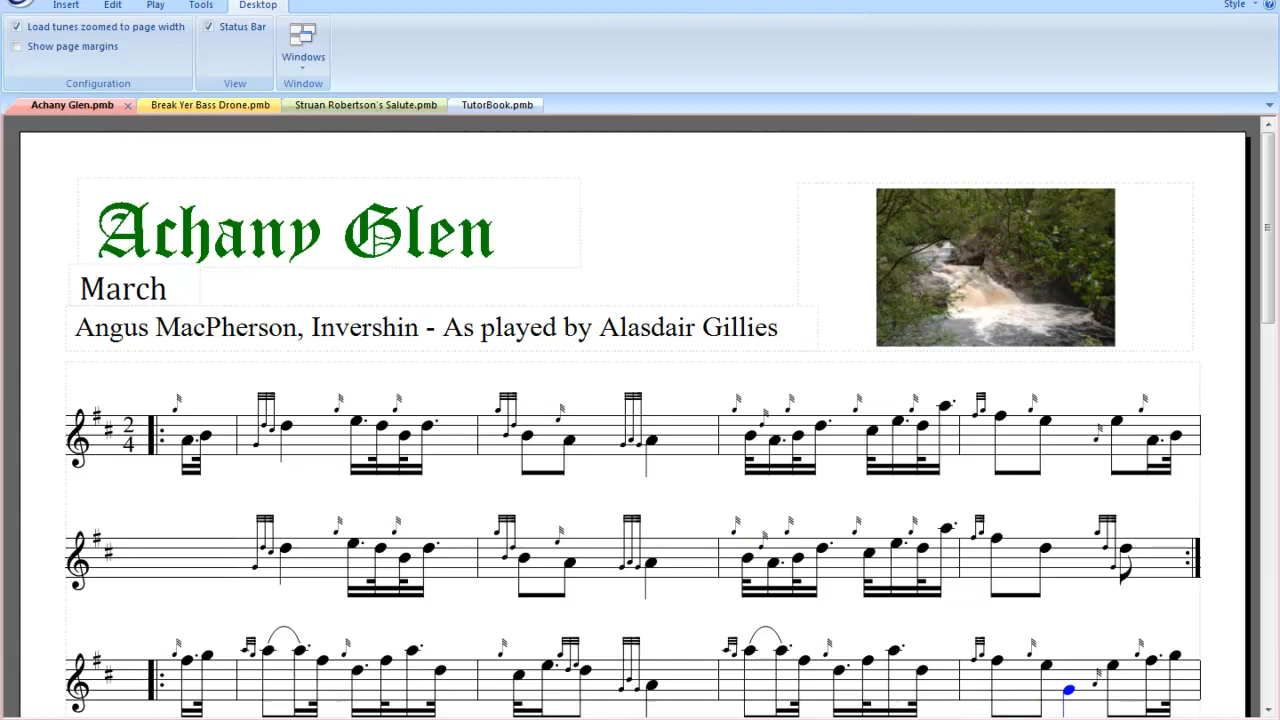 Insert Edit Play Tools Desktop Style
Load tunes zoomed to page width Status Bar
Show page margins Windows
Configuration View Window
Achany Glen.pmb Break Yer Bass Drone.pmb Struan Robertson's Salute.pmb TutorBook.pmb
Achany Glen
March
Angus MacPherson, Invershin - As played by Alasdair Gillies
2
4